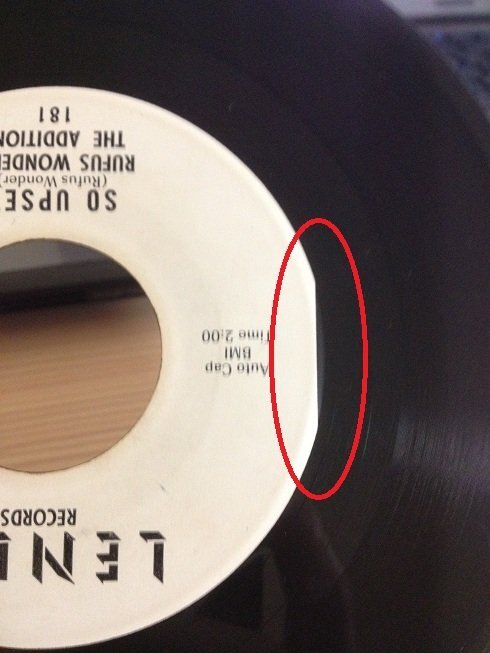 LEN
RECORDS
Auto Cap
BMI
Time 2:00
SO UPSE
(Rufus Wonder)
RUFUS WONDE
THE ADDITION
181